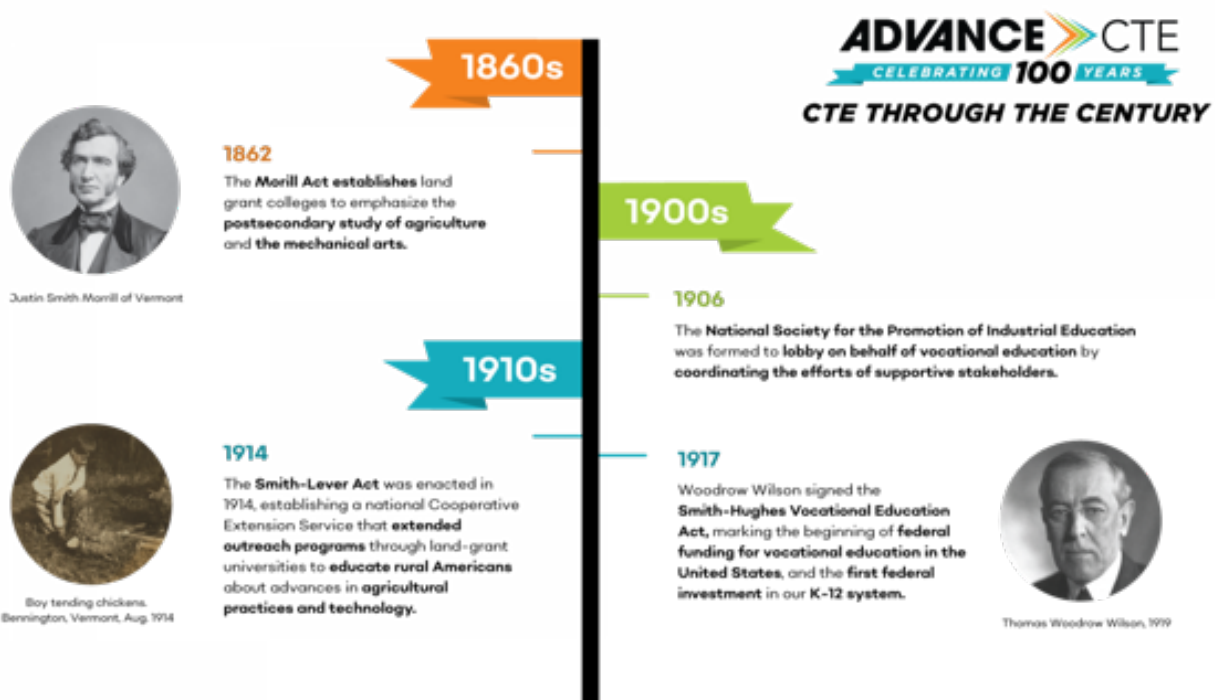 ADVANCE CTE
CELEBRATING 100 YEARS
CTE THROUGH THE CENTURY
1860s
1862
The Morill Act establishes land
grant colleges to emphasize the
postsecondary study of agriculture
and the mechanical arts.
Justin Smith Morrill of Vermont
1900s
1906
The National Society for the Promotion of Industrial Education
was formed to lobby on behalf of vocational education by
coordinating the efforts of supportive stakeholders.
1910s
1914
The Smith-Lever Act was enacted in
1914, establishing a national Cooperative
Extension Service that extended
outreach programs through land-grant
universities to educate rural Americans
about advances in agricultural
practices and technology.
Boy tending chickens.
Bennington, Vermont, Aug. 1914
1917
Woodrow Wilson signed the
Smith-Hughes Vocational Education
Act, marking the beginning of federal
funding for vocational education in the
United States, and the first federal
investment in our K-12 system.
Thomas Woodrow Wilson, 1919